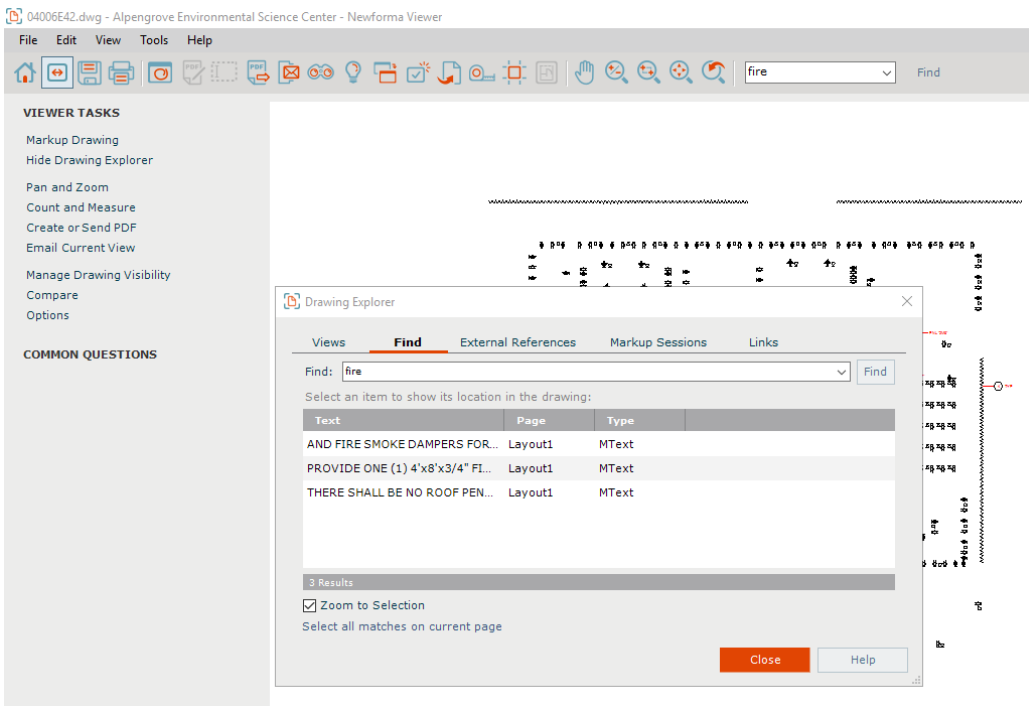 04006E42.dwg - Alpengrove Environmental Science Center - Newforma Viewer
File Edit View Tools Help
PDF PDF fire Find
VIEWER TASKS
Markup Drawing
Hide Drawing Explorer
Pan and Zoom
Count and Measure
Create or Send PDF
Email Current View
Manage Drawing Visibility
Compare
Options
COMMON QUESTIONS
Drawing Explorer
Views Find External References Markup Sessions Links
Find: fire Find
Select an item to show its location in the drawing:
Text Page Type
AND FIRE SMOKE DAMPERS FOR... Layout1 MText
PROVIDE ONE (1) 4'x8'x3/4" FI... Layout1 MText
THERE SHALL BE NO ROOF PEN... Layout1 MText
3 Results
Zoom to Selection
Select all matches on current page
Close Help